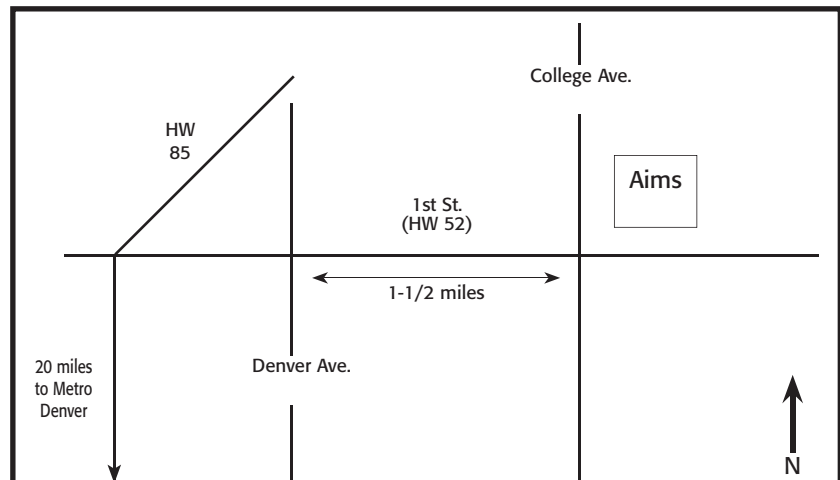 College Ave.
HW
85
Aims
1st St.
(HW 52)
1-1/2 miles
20 miles
to Metro
Denver
Denver Ave.
N